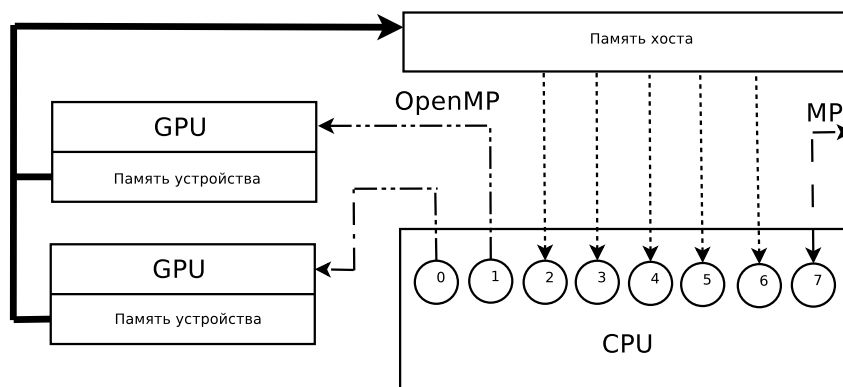 Память хоста
OpenMP
MP
GPU
Память устройства
GPU
Память устройства
0
1
2
3
4
5
6
7
CPU